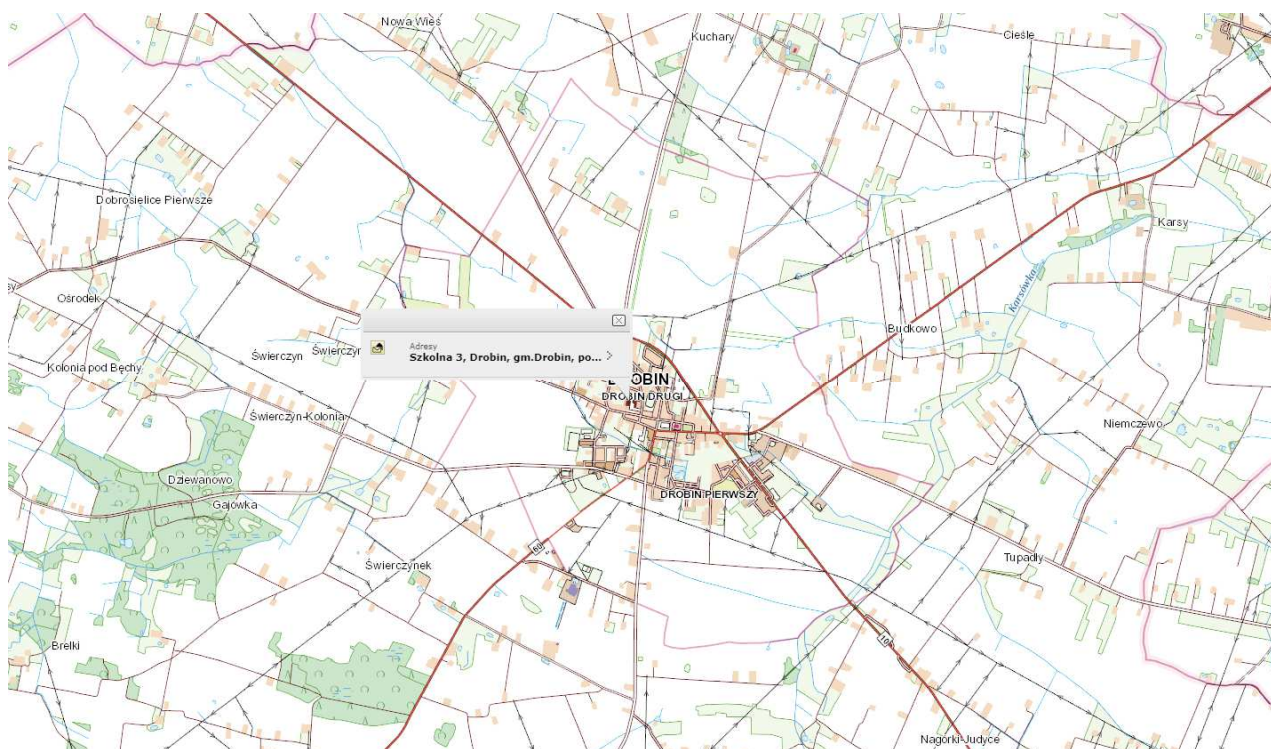 Nowa Wieś
Kuchary
Cieśle
Dobrosielice Pierwsze
Karsy
Karsówka
Ośrodek
Budkowo
Adresy
Szkolna 3, Drobin, gm.Drobin, po...
Świerczyn
Kolonia pod Bęchy
DROBIN DRUGI
Świerczyn-Kolonia
Niemczewo
Dziewanowo
Gajówka
DROBIN PIERWSZY
60
Tupadły
Świerczynek
10
Brelki
Nagórki-Judyce